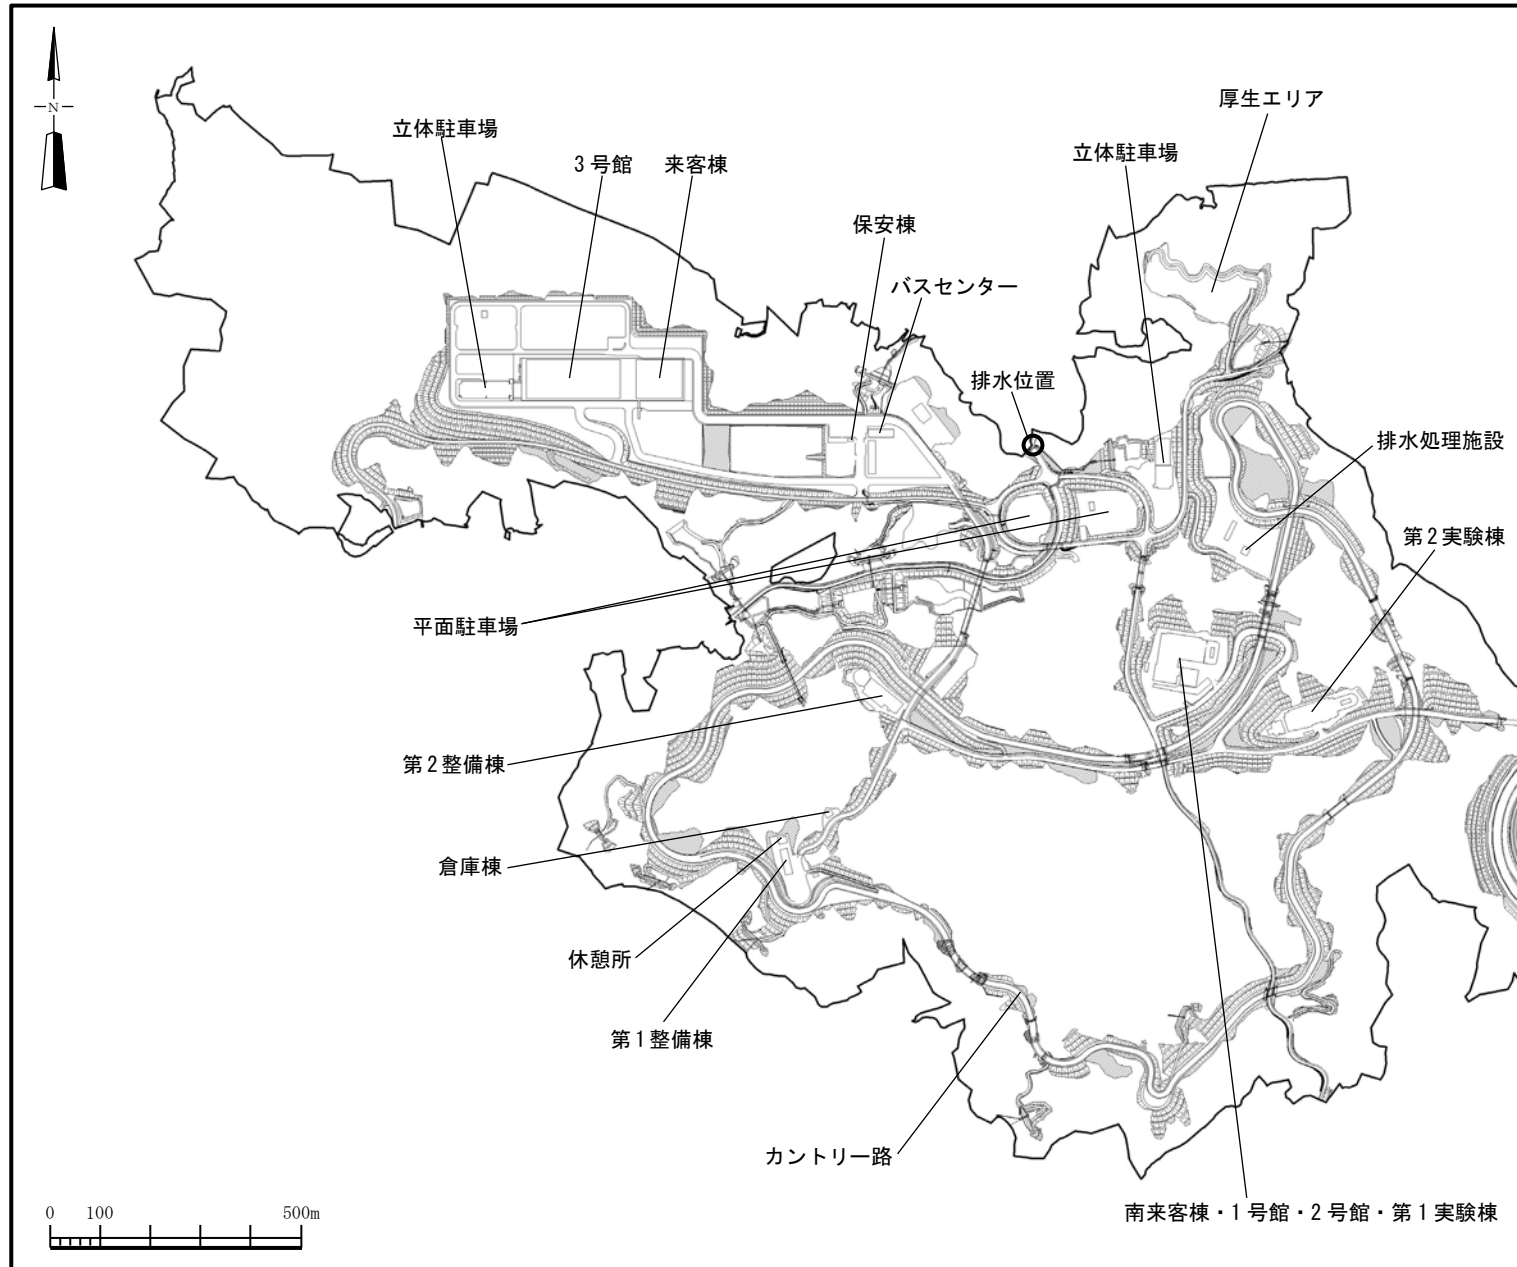 N
厚生エリア
立体駐車場
3号館
来客棟
立体駐車場
保安棟
バスセンター
排水位置
排水処理施設
第2実験棟
平面駐車場
第2整備棟
倉庫棟
休憩所
第1整備棟
カントリー路
南来客棟・1号館・2号館・第1実験棟
0 100 500m